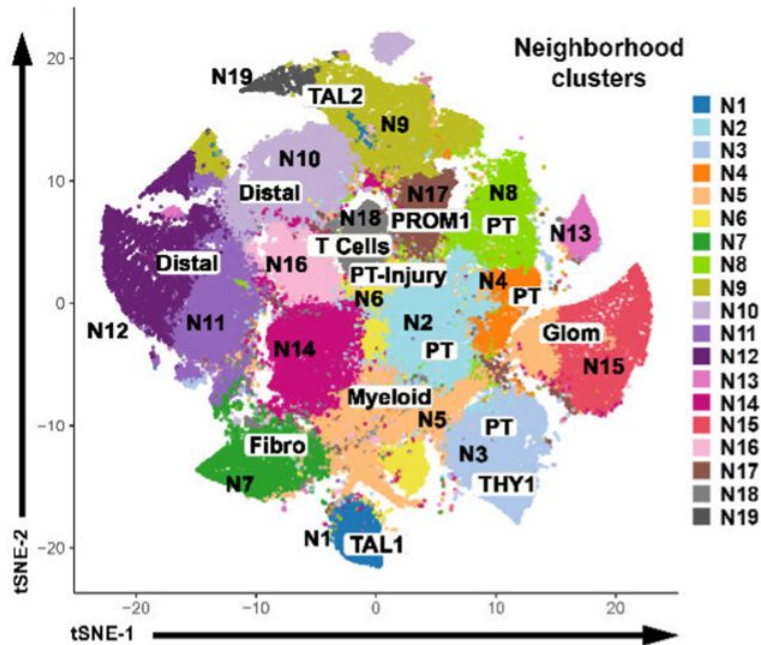 Neighborhood
clusters
N1
N2
N3
N4
N5
N6
N7
N8
N9
N10
N11
N12
N13
N14
N15
N16
N17
N18
N19
20
10
0
−10
−20
tSNE-2
−20
−10
0
10
20
tSNE-1
N19
TAL2
N9
N10
Distal
N17
N8
N18
PROM1
PT
N13
T Cells
Distal
N16
PT-Injury
N4
N6
PT
N12
N11
N2
Glom
N14
PT
N15
Myeloid
N5
PT
Fibro
N3
N7
THY1
N1
TAL1